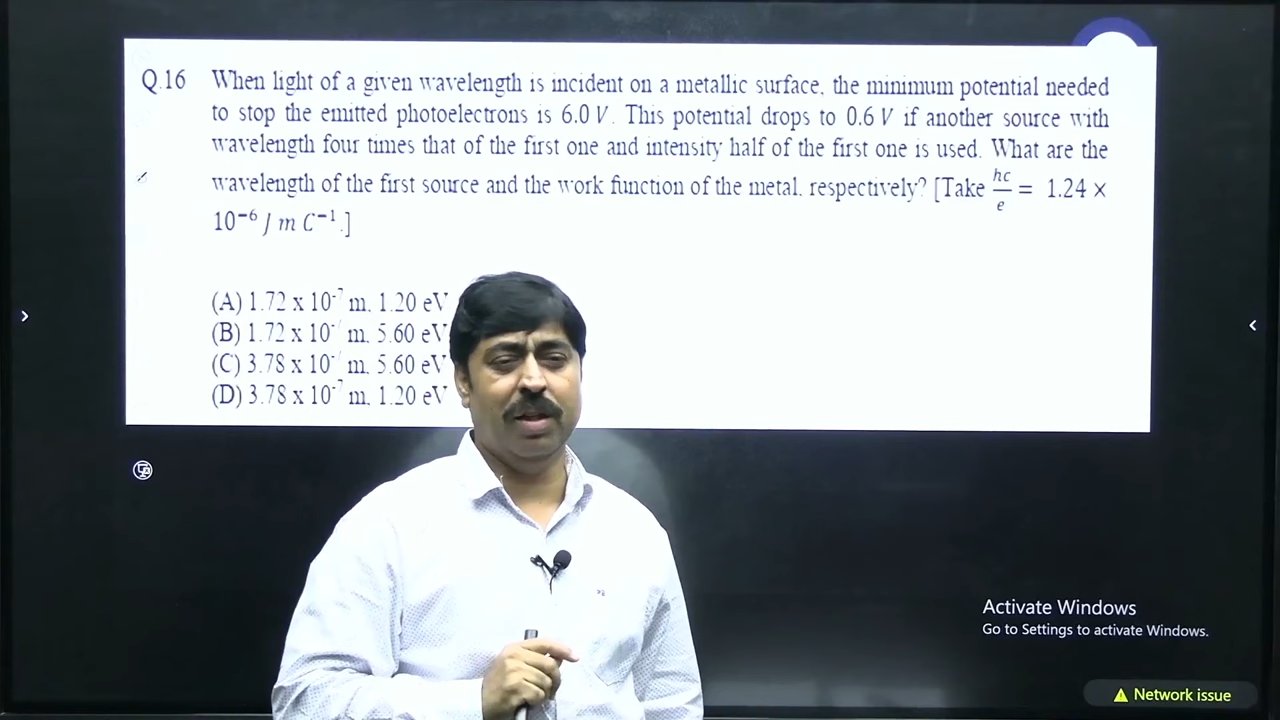 Q.16 When light of a given wavelength is incident on a metallic surface, the minimum potential needed
to stop the emitted photoelectrons is 6.0 V. This potential drops to 0.6 V if another source with
wavelength four times that of the first one and intensity half of the first one is used. What are the
wavelength of the first source and the work function of the metal, respectively? [Take hc/e = 1.24 ×
10⁻⁶ J m C⁻¹.]
(A) 1.72 x 10⁻⁷ m, 1.20 eV
(B) 1.72 x 10⁻⁷ m, 5.60 eV
(C) 3.78 x 10⁻⁷ m, 5.60 eV
(D) 3.78 x 10⁻⁷ m, 1.20 eV
Activate Windows
Go to Settings to activate Windows.
Network issue